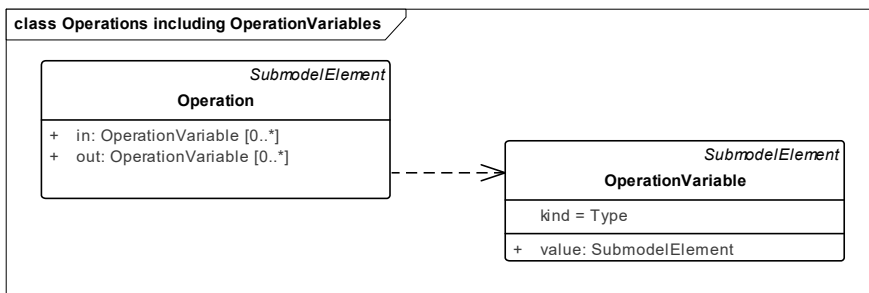 class Operations including OperationVariables
SubmodelElement
Operation
+ in: OperationVariable [0..*]
+ out: OperationVariable [0..*]
SubmodelElement
OperationVariable
kind = Type
+ value: SubmodelElement